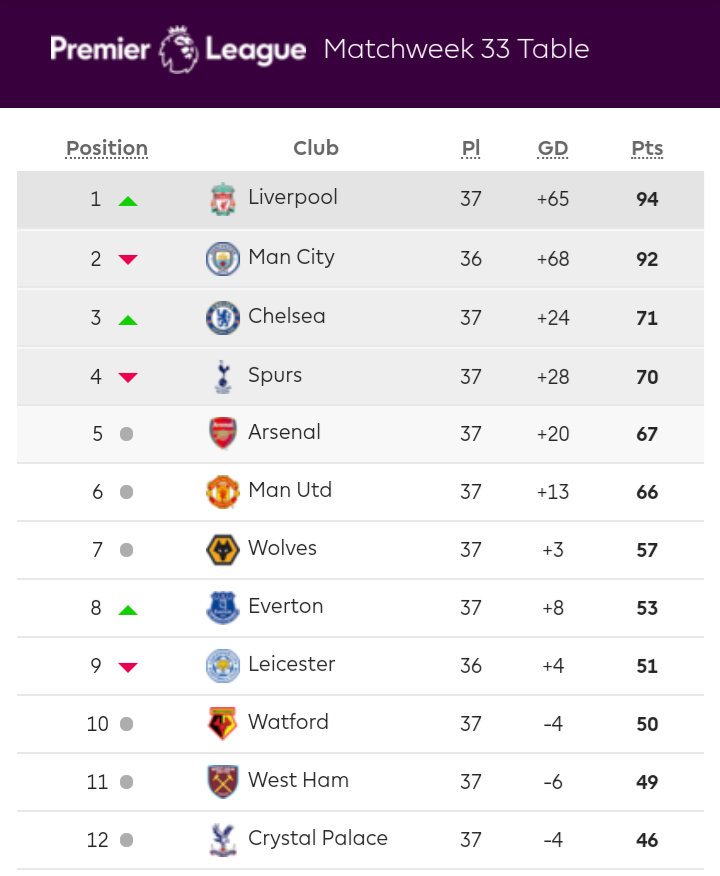 Premier League Matchweek 33 Table
Position Club Pl GD Pts
1 Liverpool 37 +65 94
2 Man City 36 +68 92
3 Chelsea 37 +24 71
4 Spurs 37 +28 70
5 Arsenal 37 +20 67
6 Man Utd 37 +13 66
7 Wolves 37 +3 57
8 Everton 37 +8 53
9 Leicester 36 +4 51
10 Watford 37 -4 50
11 West Ham 37 -6 49
12 Crystal Palace 37 -4 46